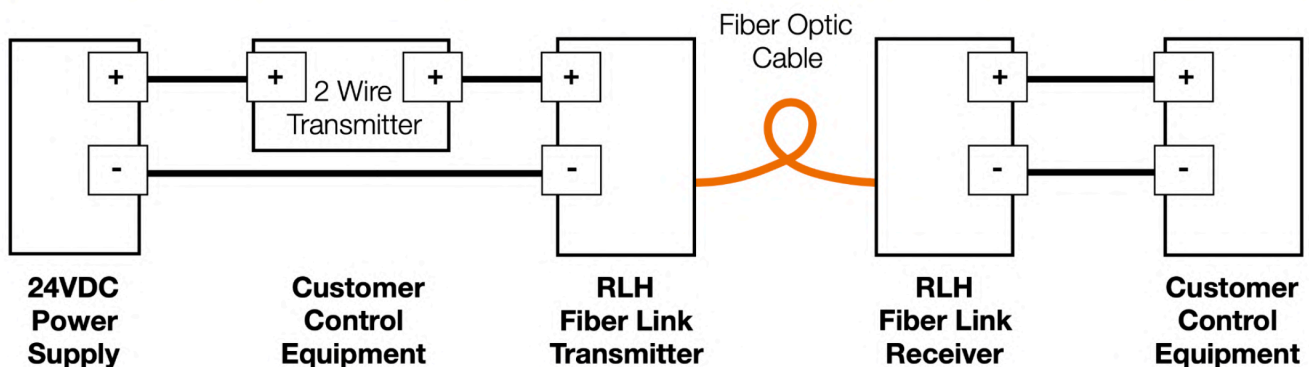 Fiber Optic
Cable
+ + + + + +
2 Wire
Transmitter
- - - -
24VDC
Power
Supply
Customer
Control
Equipment
RLH
Fiber Link
Transmitter
RLH
Fiber Link
Receiver
Customer
Control
Equipment